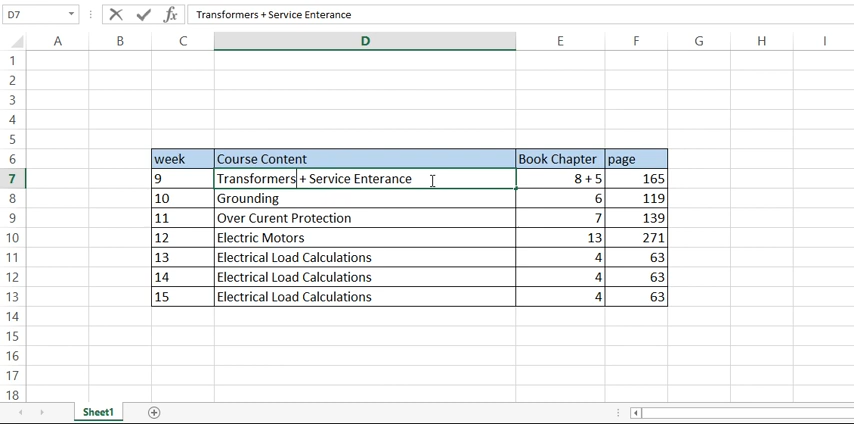 D7 fx Transformers + Service Enterance
A B C D E F G H I
1
2
3
4
5
6 week Course Content Book Chapter page
7 9 Transformers + Service Enterance 8 + 5 165
8 10 Grounding 6 119
9 11 Over Curent Protection 7 139
10 12 Electric Motors 13 271
11 13 Electrical Load Calculations 4 63
12 14 Electrical Load Calculations 4 63
13 15 Electrical Load Calculations 4 63
14
15
16
17
18
Sheet1